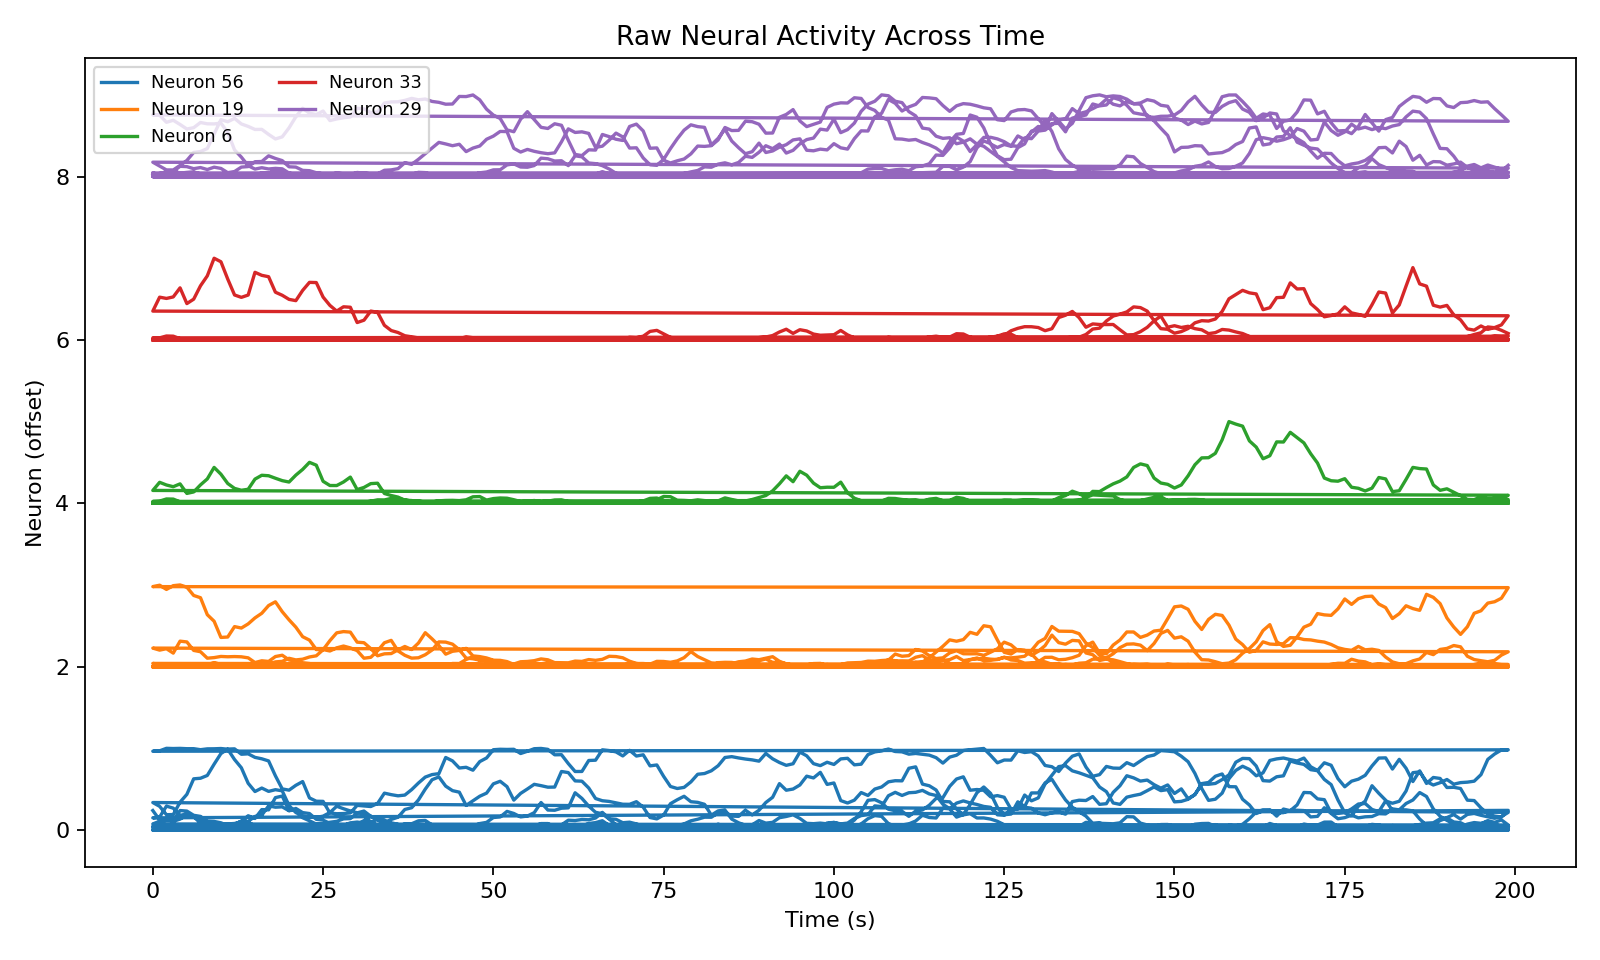 Raw Neural Activity Across Time
Neuron 56
Neuron 19
Neuron 6
Neuron 33
Neuron 29
Neuron (offset)
8
6
4
2
0
0 25 50 75 100 125 150 175 200
Time (s)